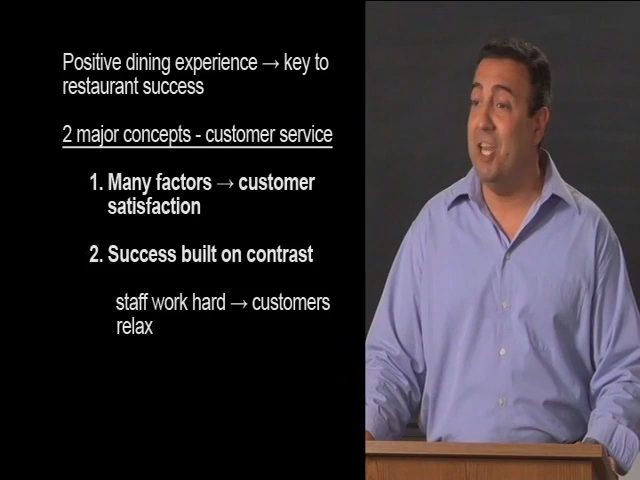 Positive dining experience → key to
restaurant success
2 major concepts - customer service
1. Many factors → customer
satisfaction
2. Success built on contrast
staff work hard → customers
relax